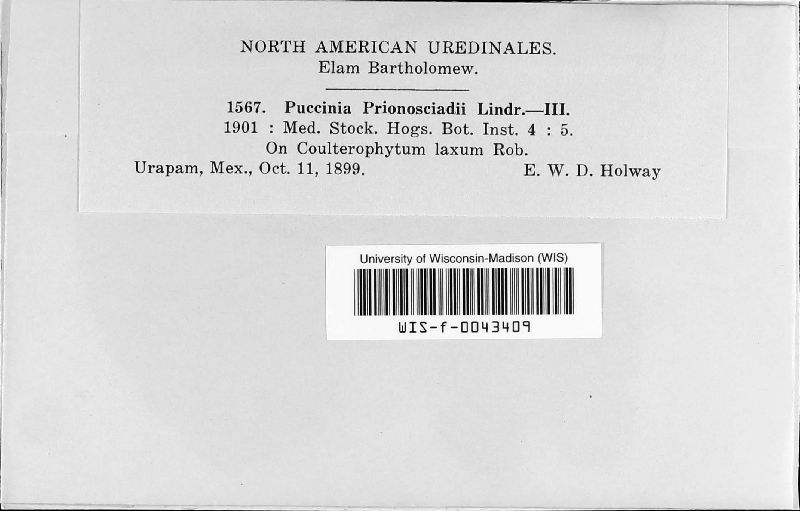 NORTH AMERICAN UREDINALES.
Elam Bartholomew.
1567. Puccinia Prionosciadii Lindr.—III.
1901 : Med. Stock. Hogs. Bot. Inst. 4 : 5.
On Coulterophytum laxum Rob.
Urapam, Mex., Oct. 11, 1899. E. W. D. Holway
University of Wisconsin-Madison (WIS)
WIS-f-0043409